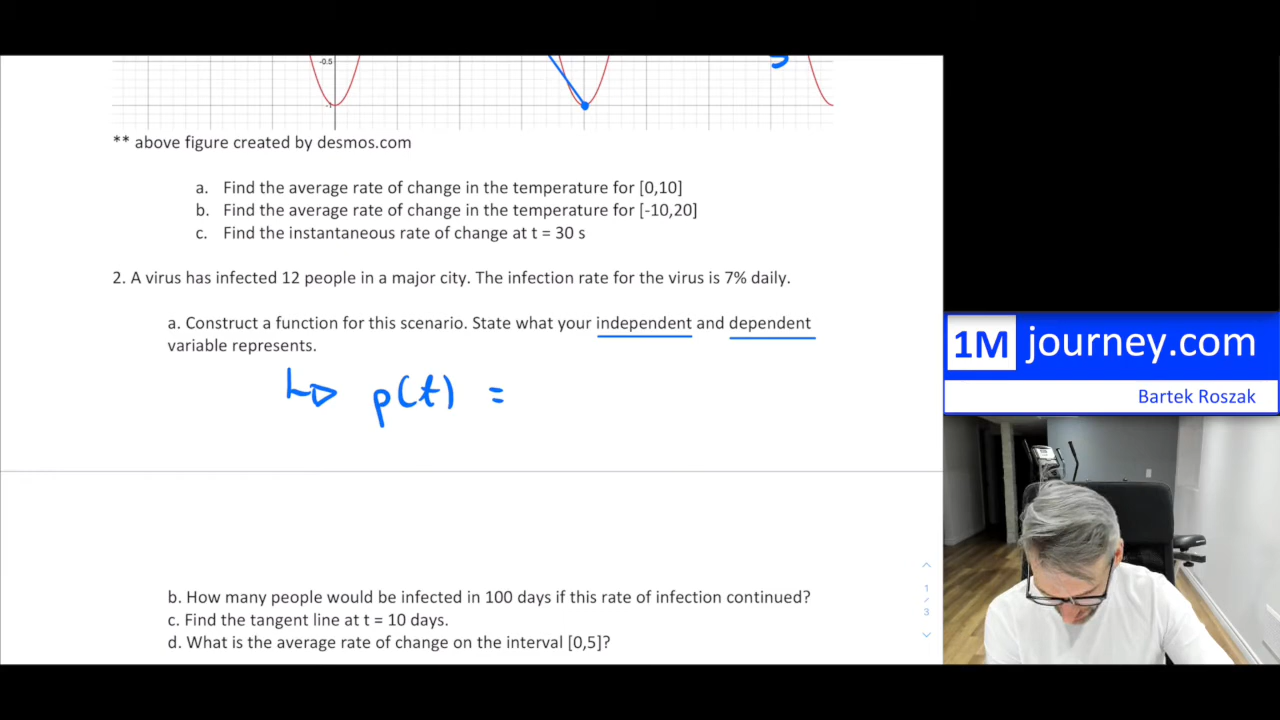 -0.5
-1
** above figure created by desmos.com
a. Find the average rate of change in the temperature for [0,10]
b. Find the average rate of change in the temperature for [-10,20]
c. Find the instantaneous rate of change at t = 30 s
2. A virus has infected 12 people in a major city. The infection rate for the virus is 7% daily.
a. Construct a function for this scenario. State what your independent and dependent
variable represents.
p(t) =
b. How many people would be infected in 100 days if this rate of infection continued?
c. Find the tangent line at t = 10 days.
d. What is the average rate of change on the interval [0,5]?
1M journey.com
Bartek Roszak
1
/
3